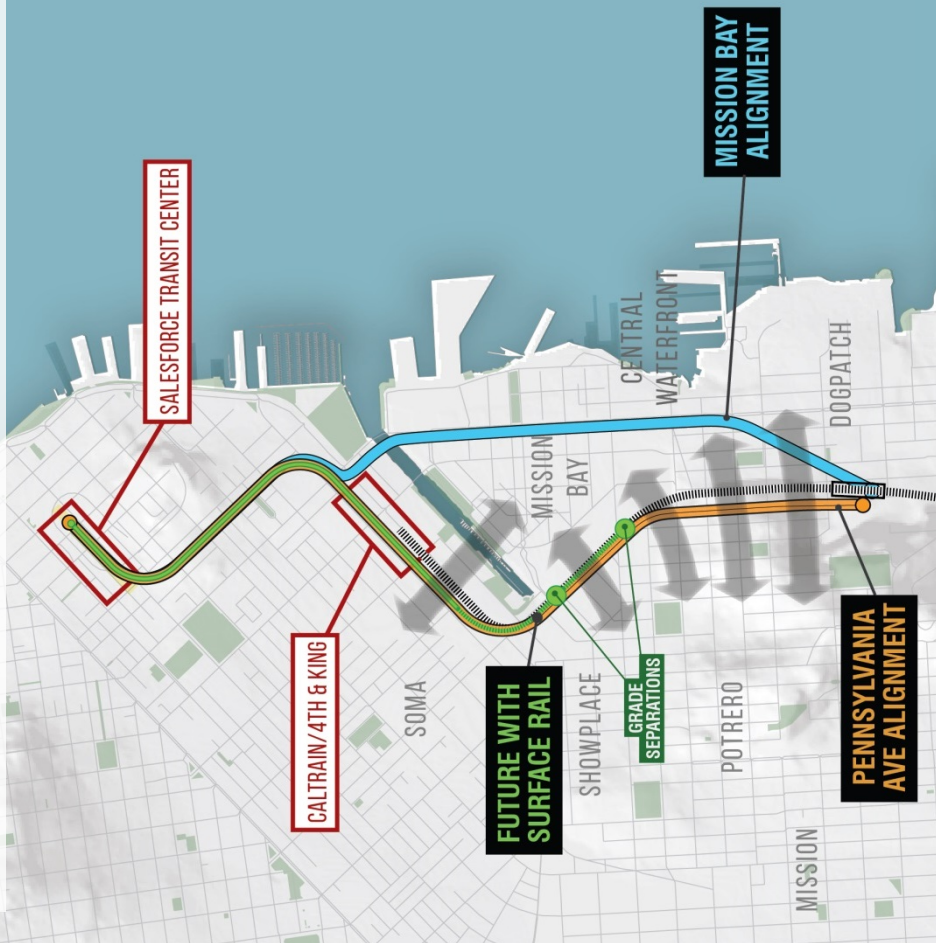 SALESFORCE TRANSIT CENTER
CALTRAIN/4TH & KING
SOMA
FUTURE WITH
SURFACE RAIL
SHOWPLACE
GRADE
SEPARATIONS
MISSION
BAY
CENTRAL
WATERFRONT
MISSION BAY
ALIGNMENT
POTRERO
DOGPATCH
MISSION
PENNSYLVANIA
AVE ALIGNMENT